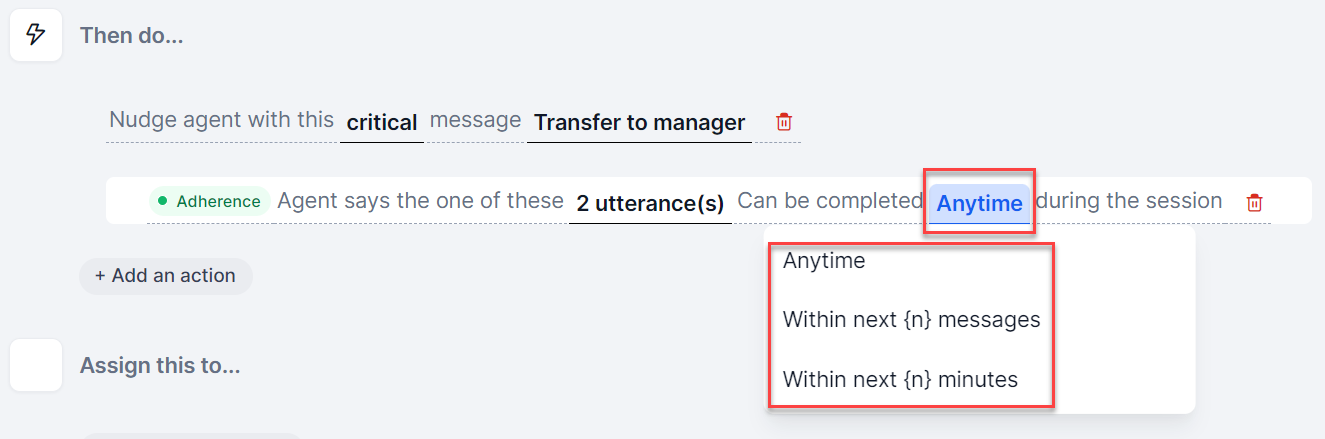 Then do...
Nudge agent with this critical message Transfer to manager
Adherence Agent says the one of these 2 utterance(s) Can be completed Anytime during the session
Anytime
+ Add an action
Within next {n} messages
Assign this to...
Within next {n} minutes